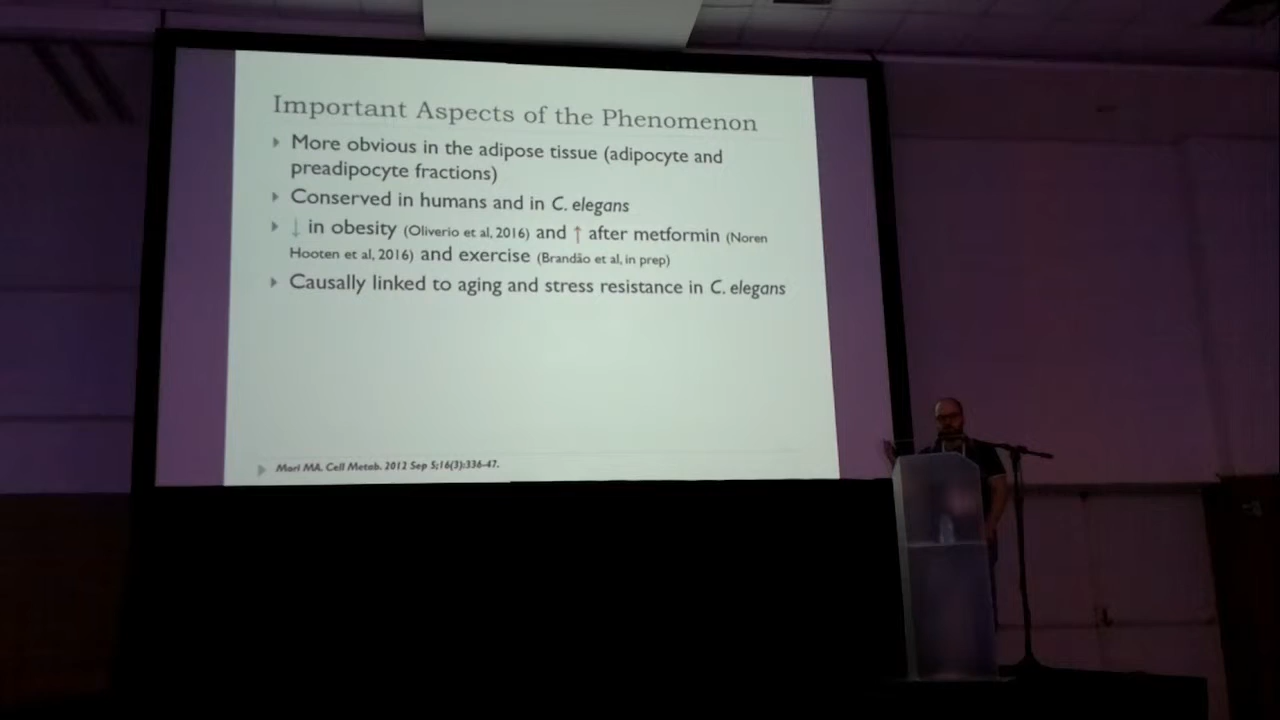 Important Aspects of the Phenomenon
More obvious in the adipose tissue (adipocyte and
preadipocyte fractions)
Conserved in humans and in C. elegans
↓ in obesity (Oliverio et al, 2016) and ↑ after metformin (Noren
Hooten et al, 2016) and exercise (Brandão et al, in prep)
Causally linked to aging and stress resistance in C. elegans
Mori MA. Cell Metab. 2012 Sep 5;16(3):336-47.